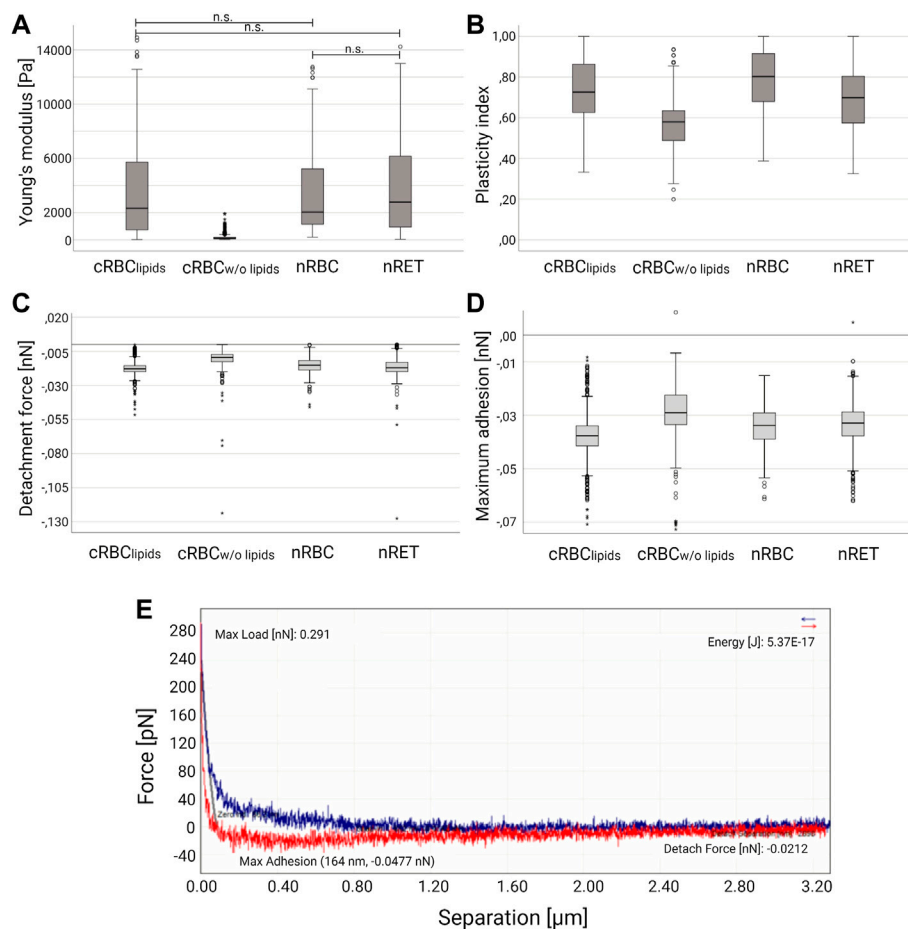 A
n.s.
n.s.
n.s.
14000
10000
6000
2000
0
Young's modulus [Pa]
cRBClipids
cRBCw/o lipids
nRBC
nRET
B
1,00
,80
,60
,40
,20
,00
Plasticity index
cRBClipids
cRBCw/o lipids
nRBC
nRET
C
,020
-,005
-,030
-,055
-,080
-,105
-,130
Detachment force [nN]
cRBClipids
cRBCw/o lipids
nRBC
nRET
D
,00
-,01
-,03
-,05
-,07
Maximum adhesion [nN]
cRBClipids
cRBCw/o lipids
nRBC
nRET
E
Max Load [nN]: 0.291
Energy [J]: 5.37E-17
280
240
200
160
120
80
40
0
-40
Force [pN]
Max Adhesion (164 nm, -0.0477 nN)
Detach Force [nN]: -0.0212
0.00 0.40 0.80 1.20 1.60 2.00 2.40 2.80 3.20
Separation [µm]